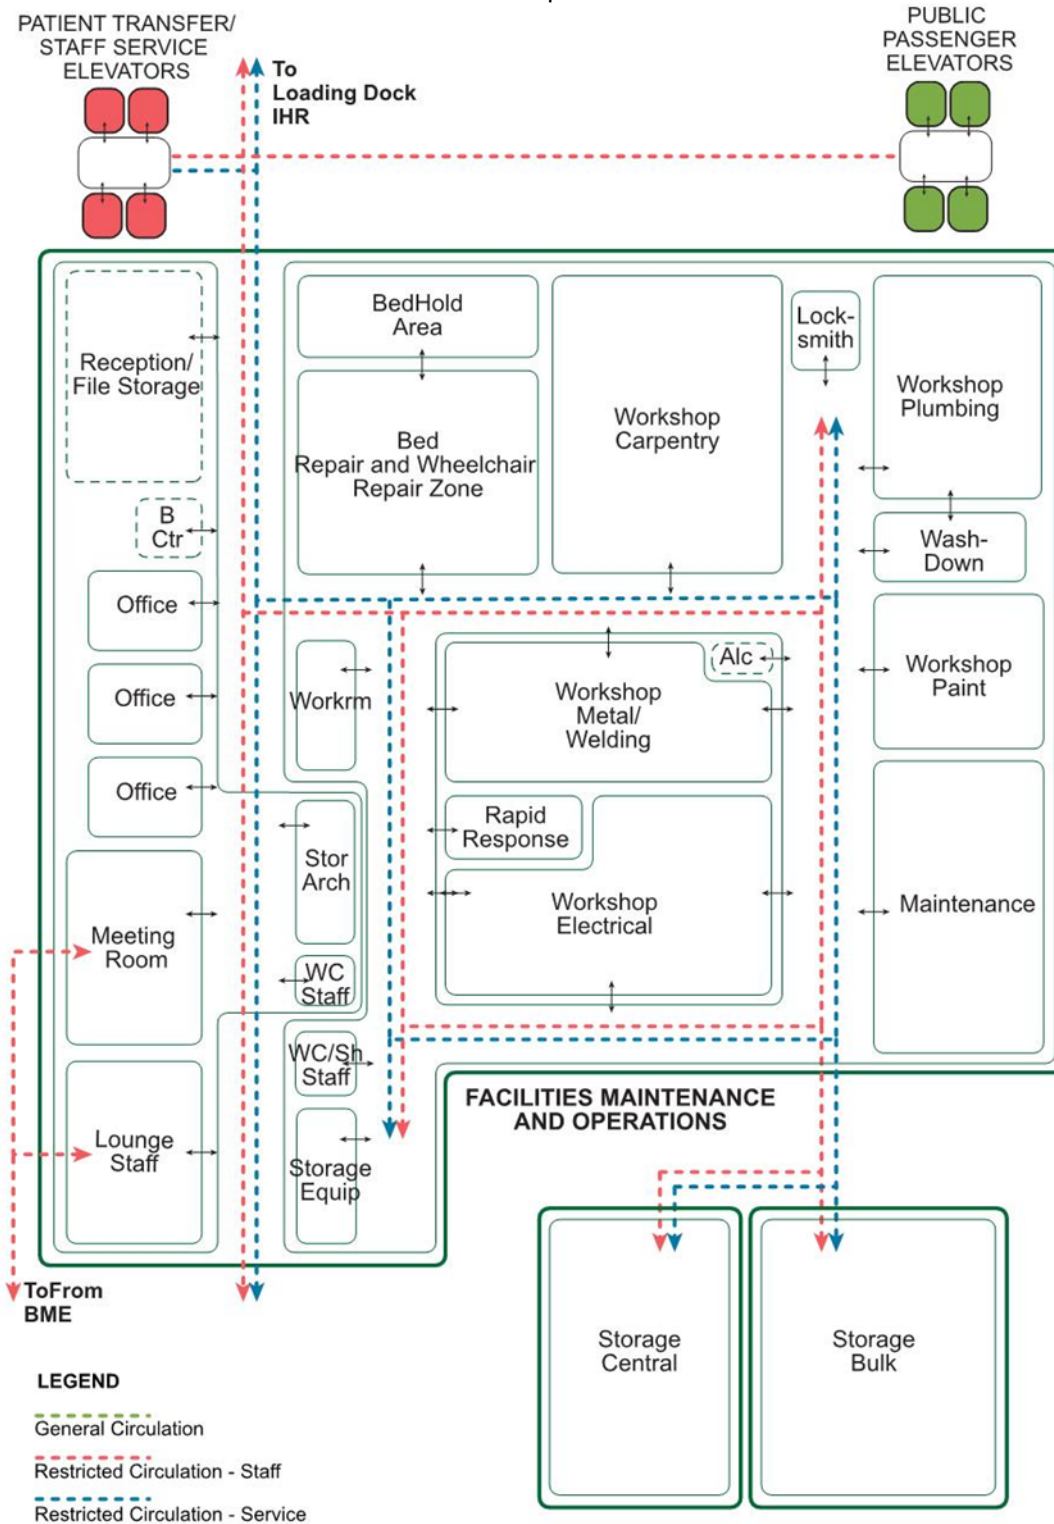 PATIENT TRANSFER/
STAFF SERVICE
ELEVATORS
PUBLIC
PASSENGER
ELEVATORS
To
Loading Dock
IHR
Reception/
File Storage
B
Ctr
Office
Office
Office
Meeting
Room
Lounge
Staff
BedHold
Area
Bed
Repair and Wheelchair
Repair Zone
Workshop
Carpentry
Lock-
smith
Workshop
Plumbing
Wash-
Down
Workshop
Paint
Maintenance
Workrm
Stor
Arch
WC
Staff
WC/Sh
Staff
Storage
Equip
Alc
Workshop
Metal/
Welding
Rapid
Response
Workshop
Electrical
FACILITIES MAINTENANCE
AND OPERATIONS
Storage
Central
Storage
Bulk
ToFrom
BME
LEGEND
General Circulation
Restricted Circulation - Staff
Restricted Circulation - Service